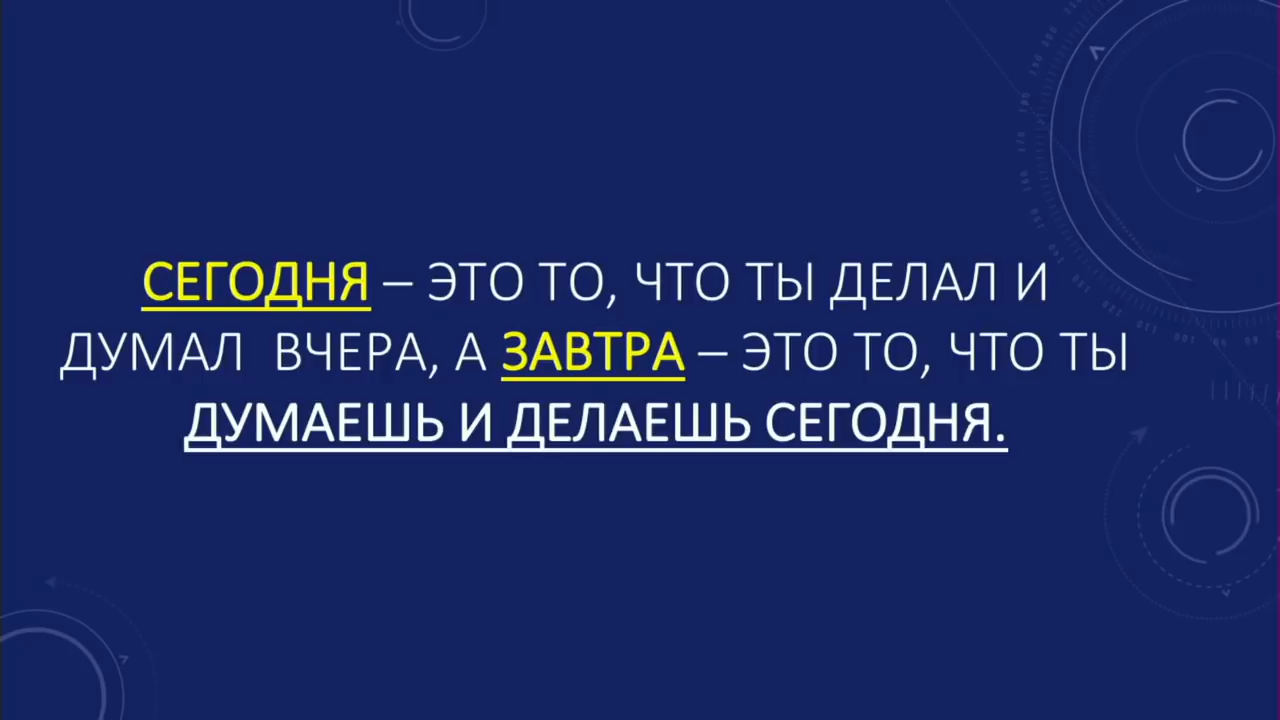 СЕГОДНЯ – ЭТО ТО, ЧТО ТЫ ДЕЛАЛ И
ДУМАЛ ВЧЕРА, А ЗАВТРА – ЭТО ТО, ЧТО ТЫ
ДУМАЕШЬ И ДЕЛАЕШЬ СЕГОДНЯ.